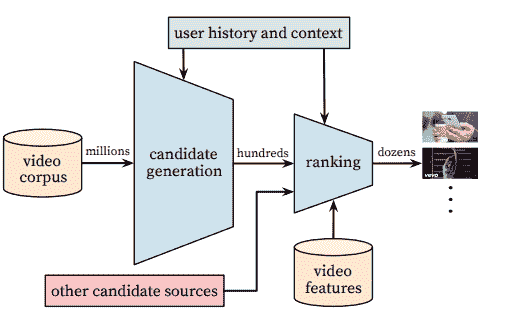 user history and context
video
corpus
millions
candidate
generation
hundreds
ranking
dozens
vevo
other candidate sources
video
features